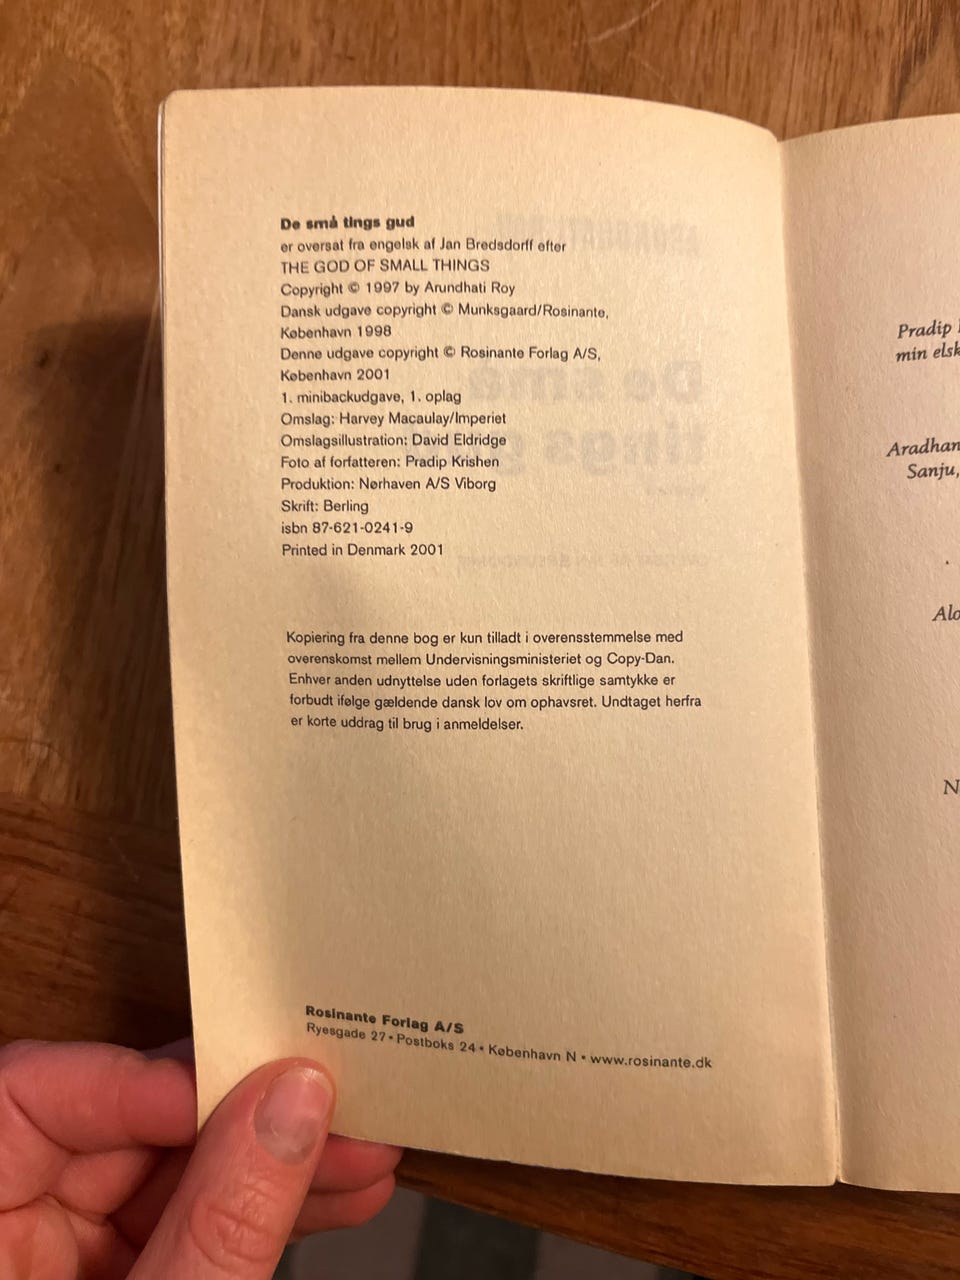 De små tings gud
er oversat fra engelsk af Jan Bredsdorff efter
THE GOD OF SMALL THINGS
Copyright © 1997 by Arundhati Roy
Dansk udgave copyright © Munksgaard/Rosinante,
København 1998
Denne udgave copyright © Rosinante Forlag A/S,
København 2001
1. minibackudgave, 1. oplag
Omslag: Harvey Macaulay/Imperiet
Omslagsillustration: David Eldridge
Foto af forfatteren: Pradip Krishen
Produktion: Nørhaven A/S Viborg
Skrift: Berling
isbn 87-621-0241-9
Printed in Denmark 2001
Kopiering fra denne bog er kun tilladt i overensstemmelse med
overenskomst mellem Undervisningsministeriet og Copy-Dan.
Enhver anden udnyttelse uden forlagets skriftlige samtykke er
forbudt ifølge gældende dansk lov om ophavsret. Undtaget herfra
er korte uddrag til brug i anmeldelser.
Rosinante Forlag A/S
Ryesgade 27 • Postboks 24 • København N • www.rosinante.dk
Pradip
min
Sanju,